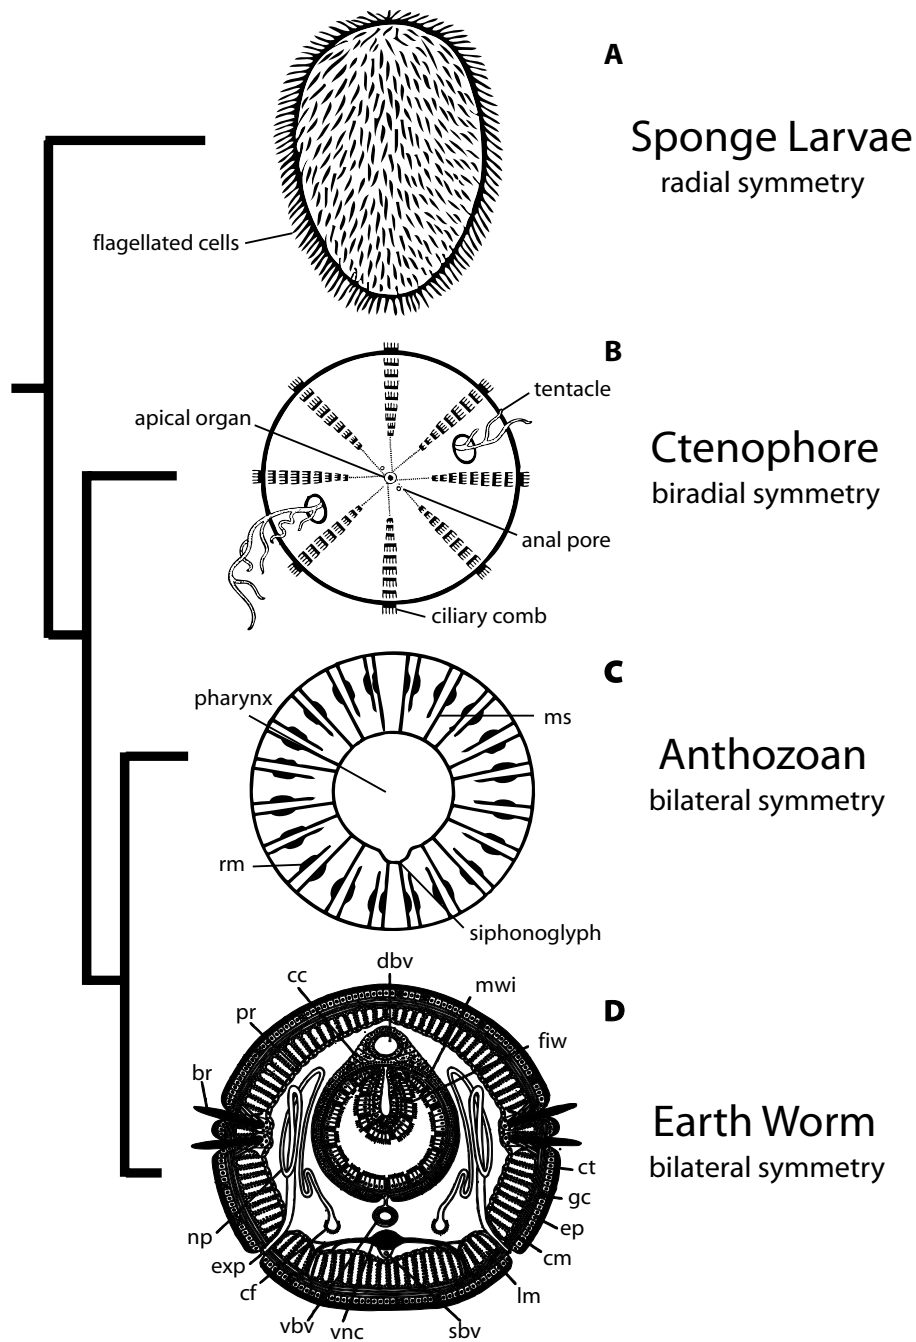 A
Sponge Larvae
radial symmetry
flagellated cells
B
tentacle
apical organ
Ctenophore
biradial symmetry
anal pore
ciliary comb
C
pharynx
ms
Anthozoan
bilateral symmetry
rm
siphonoglyph
dbv
cc
mwi
pr
D
fiw
br
Earth Worm
bilateral symmetry
ct
gc
ep
np
cm
exp
cf
lm
vbv
vnc
sbv